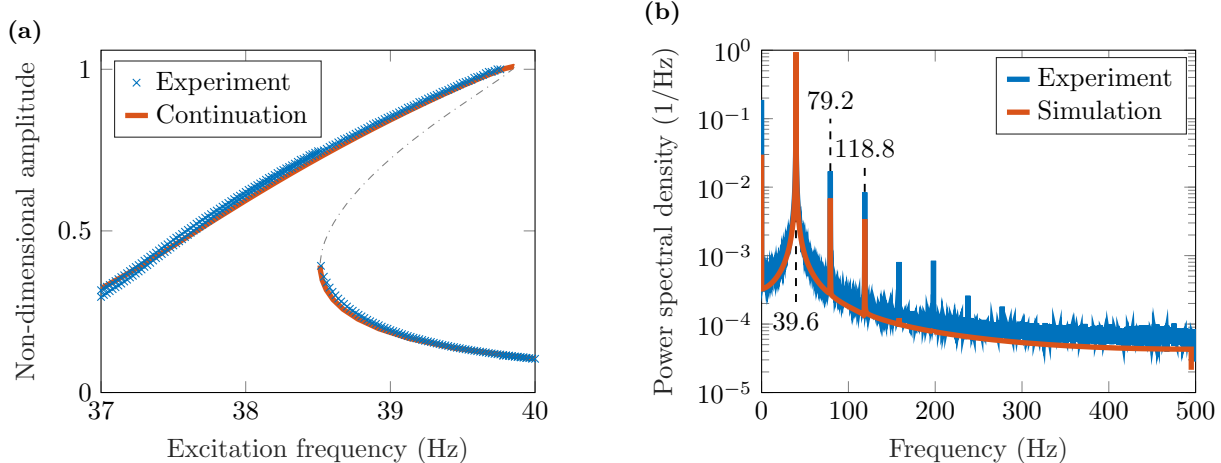 (a)
Non-dimensional amplitude
1
0.5
0
Experiment
Continuation
37
38
39
40
Excitation frequency (Hz)
(b)
Power spectral density (1/Hz)
10^0
10^-1
10^-2
10^-3
10^-4
10^-5
Experiment
Simulation
79.2
118.8
39.6
0
100
200
300
400
500
Frequency (Hz)